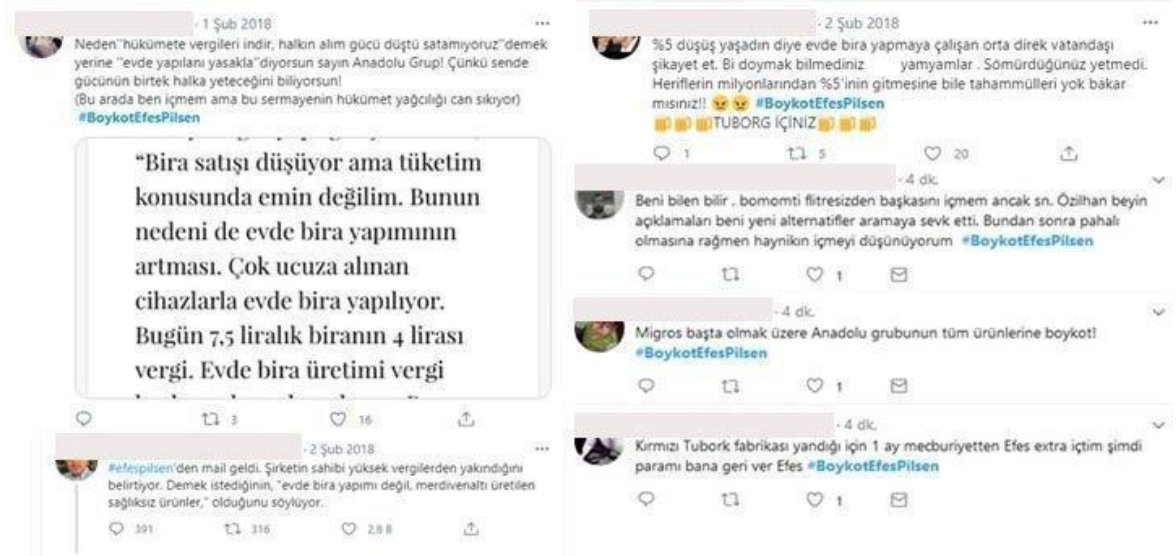 · 1 Şub 2018
Neden"hükümete vergileri indir, halkın alım gücü düştü satamıyoruz"demek
yerine "evde yapılanı yasakla"diyorsun sayın Anadolu Grup! Çünkü sende
gücünün birtek halka yeteceğini biliyorsun!
(Bu arada ben içmem ama bu sermayenin hükümet yağcılığı can sıkıyor)
#BoykotEfesPilsen
"Bira satışı düşüyor ama tüketim
konusunda emin değilim. Bunun
nedeni de evde bira yapımının
artması. Çok ucuza alınan
cihazlarla evde bira yapılıyor.
Bugün 7,5 liralık biranın 4 lirası
vergi. Evde bira üretimi vergi
3 16
· 2 Şub 2018
#efespilsen'den mail geldi. Şirketin sahibi yüksek vergilerden yakındığını
belirtiyor. Demek istediğinin, "evde bira yapımı değil, merdivenaltı üretilen
sağlıksız ürünler," olduğunu söylüyor.
391 316 2,8 B
· 2 Şub 2018
%5 düşüş yaşadın diye evde bira yapmaya çalışan orta direk vatandaşı
şikayet et. Bi doymak bilmediniz yamyamlar . Sömürdüğünüz yetmedi.
Heriflerin milyonlarından %5'inin gitmesine bile tahammülleri yok bakar
mısınız!! 😠 😠 #BoykotEfesPilsen
🍻🍻🍻TUBORG İÇİNİZ🍻🍻🍻
1 5 20
· 4 dk.
Beni bilen bilir , bomomti flitresizden başkasını içmem ancak sn. Özilhan beyin
açıklamaları beni yeni alternatifler aramaya sevk etti. Bundan sonra pahalı
olmasına rağmen haynikın içmeyi düşünüyorum #BoykotEfesPilsen
1
· 4 dk.
Migros başta olmak üzere Anadolu grubunun tüm ürünlerine boykot!
#BoykotEfesPilsen
1
· 4 dk.
Kırmızı Tubork fabrikası yandığı için 1 ay mecburiyetten Efes extra içtim şimdi
paramı bana geri ver Efes #BoykotEfesPilsen
1